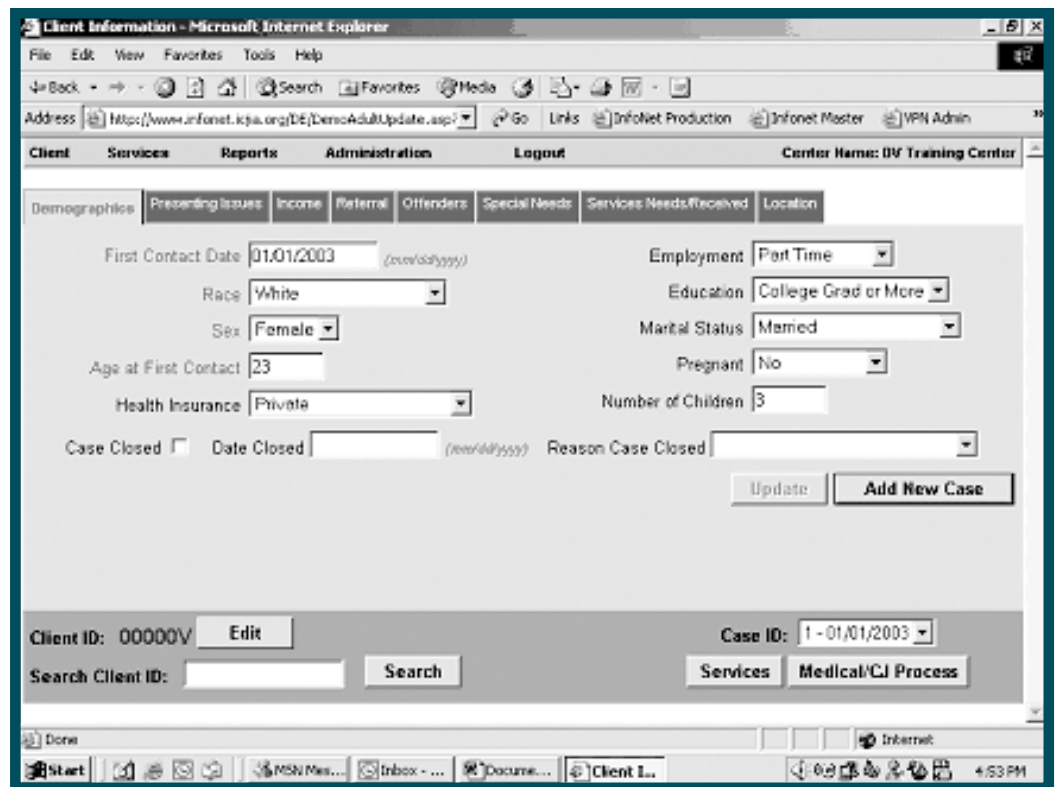 Client Information - Microsoft Internet Explorer
File Edit View Favorites Tools Help
Back Search Favorites Media
Address http://www.infonet.icjia.org/DE/DemoAdultUpdate.asp? Go Links InfoNet Production Infonet Master VPN Admin »
Client Services Reports Administration Logout Center Name: DV Training Center
Demographics Presenting Issues Income Referral Offenders Special Needs Services Needs/Received Location
First Contact Date 01/01/2003 (mm/dd/yyyy) Employment Part Time
Race White Education College Grad or More
Sex Female Marital Status Married
Age at First Contact 23 Pregnant No
Health Insurance Private Number of Children 3
Case Closed Date Closed (mm/dd/yyyy) Reason Case Closed
Update Add New Case
Client ID: 00000V Edit Case ID: 1 - 01/01/2003
Search Client ID: Search Services Medical/CJ Process
Done Internet
Start MSN Mes... Inbox - ... Docume... Client I... 4:53 PM